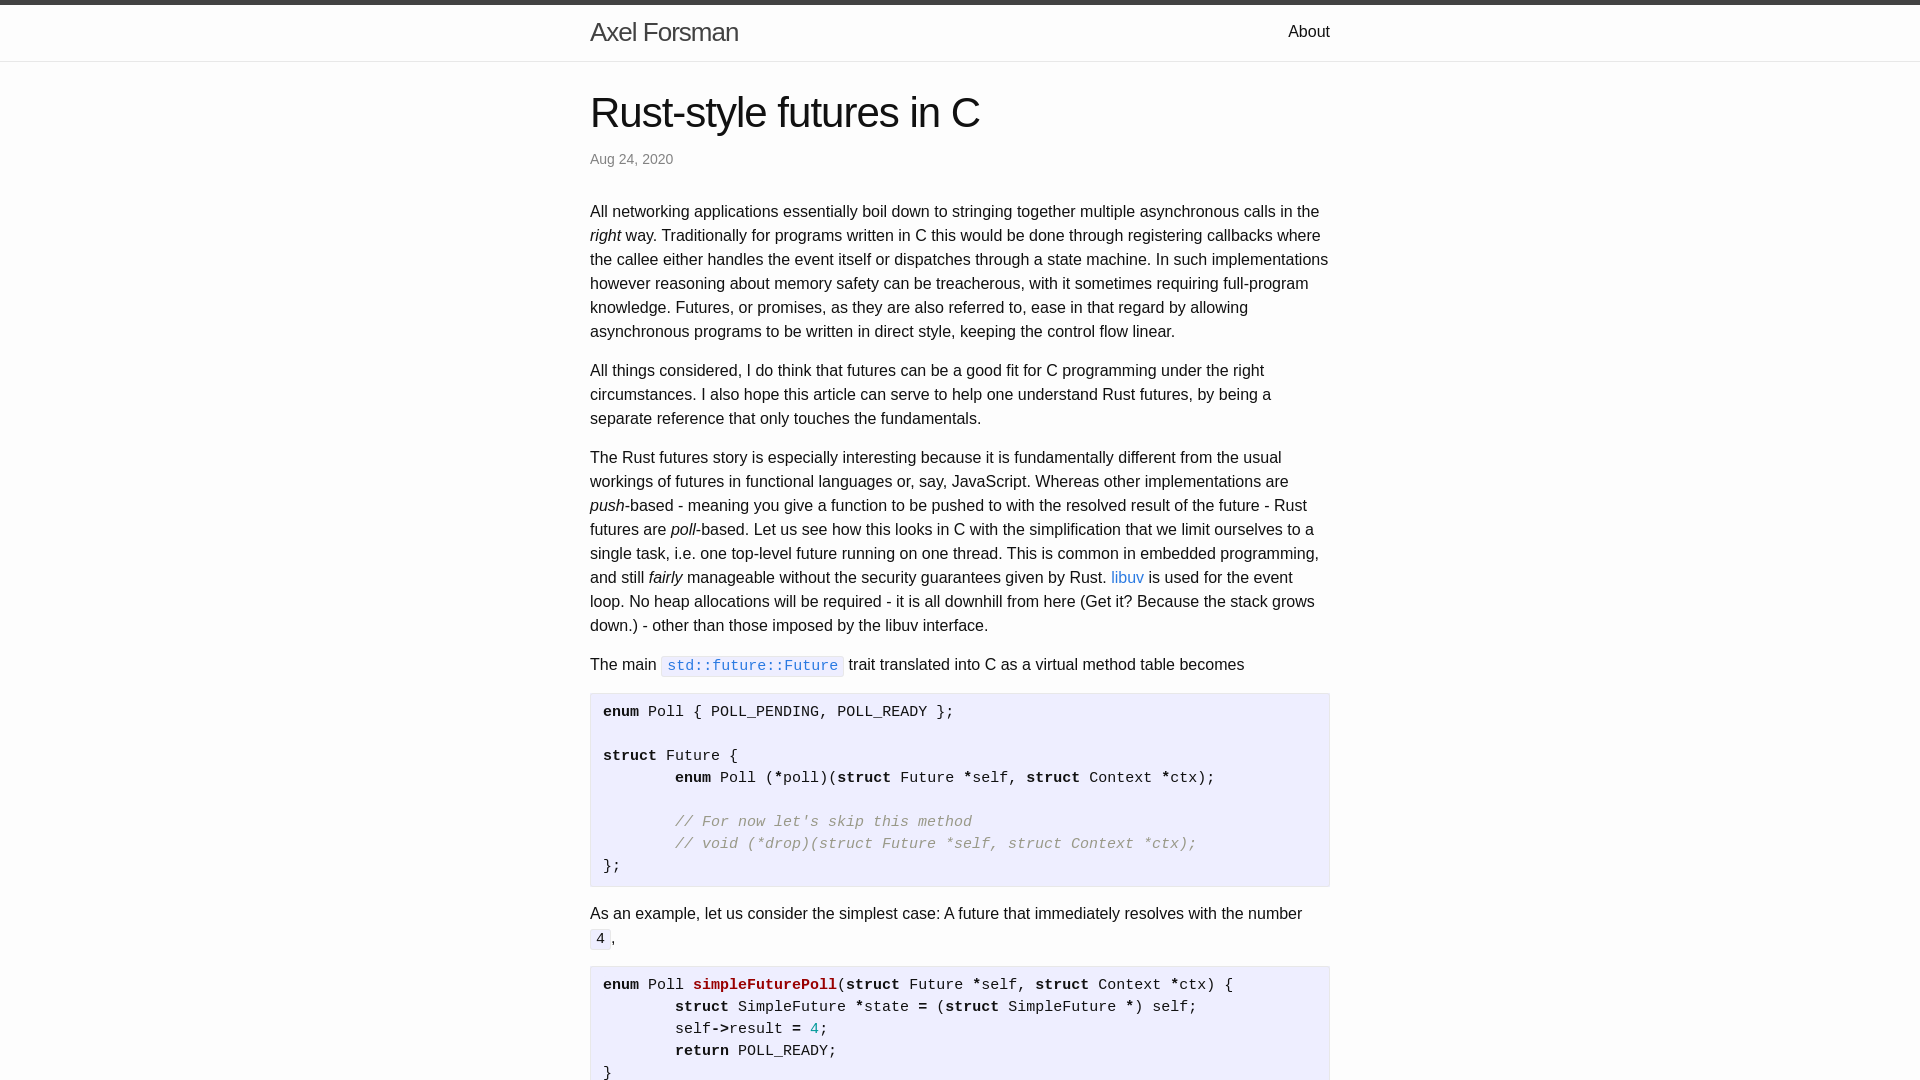 Axel Forsman
About
Rust-style futures in C
Aug 24, 2020
All networking applications essentially boil down to stringing together multiple asynchronous calls in the
right way. Traditionally for programs written in C this would be done through registering callbacks where
the callee either handles the event itself or dispatches through a state machine. In such implementations
however reasoning about memory safety can be treacherous, with it sometimes requiring full-program
knowledge. Futures, or promises, as they are also referred to, ease in that regard by allowing
asynchronous programs to be written in direct style, keeping the control flow linear.
All things considered, I do think that futures can be a good fit for C programming under the right
circumstances. I also hope this article can serve to help one understand Rust futures, by being a
separate reference that only touches the fundamentals.
The Rust futures story is especially interesting because it is fundamentally different from the usual
workings of futures in functional languages or, say, JavaScript. Whereas other implementations are
push-based - meaning you give a function to be pushed to with the resolved result of the future - Rust
futures are poll-based. Let us see how this looks in C with the simplification that we limit ourselves to a
single task, i.e. one top-level future running on one thread. This is common in embedded programming,
and still fairly manageable without the security guarantees given by Rust. libuv is used for the event
loop. No heap allocations will be required - it is all downhill from here (Get it? Because the stack grows
down.) - other than those imposed by the libuv interface.
The main std::future::Future trait translated into C as a virtual method table becomes
enum Poll { POLL_PENDING, POLL_READY };
struct Future {
        enum Poll (*poll)(struct Future *self, struct Context *ctx);
        // For now let's skip this method
        // void (*drop)(struct Future *self, struct Context *ctx);
};
As an example, let us consider the simplest case: A future that immediately resolves with the number
4,
enum Poll simpleFuturePoll(struct Future *self, struct Context *ctx) {
        struct SimpleFuture *state = (struct SimpleFuture *) self;
        self->result = 4;
        return POLL_READY;
}